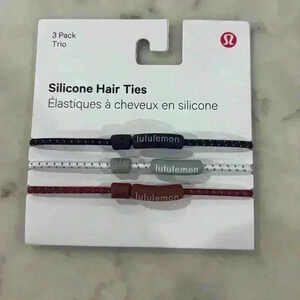 3 Pack
Trio
Silicone Hair Ties
Élastiques à cheveux en silicone
lululemon
lululemon
lululemon